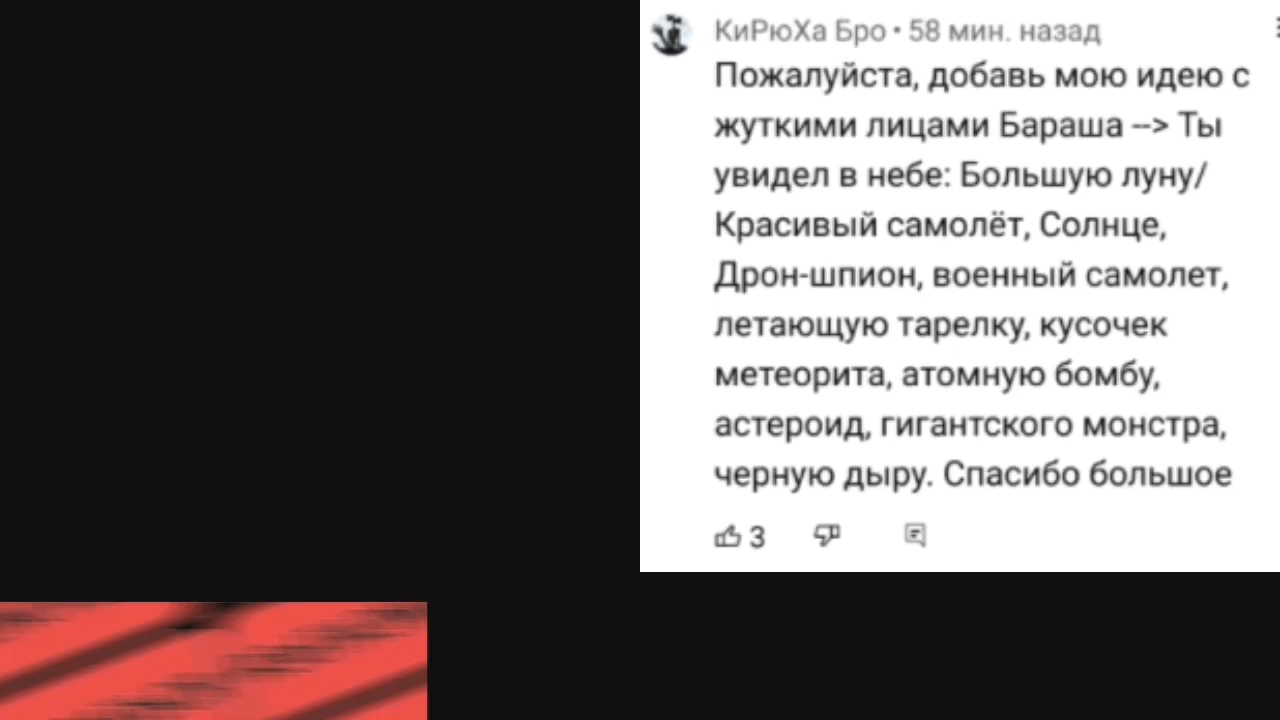 КиРюХа Бро • 58 мин. назад
Пожалуйста, добавь мою идею с
жуткими лицами Бараша --> Ты
увидел в небе: Большую луну/
Красивый самолёт, Солнце,
Дрон-шпион, военный самолет,
летающую тарелку, кусочек
метеорита, атомную бомбу,
астероид, гигантского монстра,
черную дыру. Спасибо большое
3